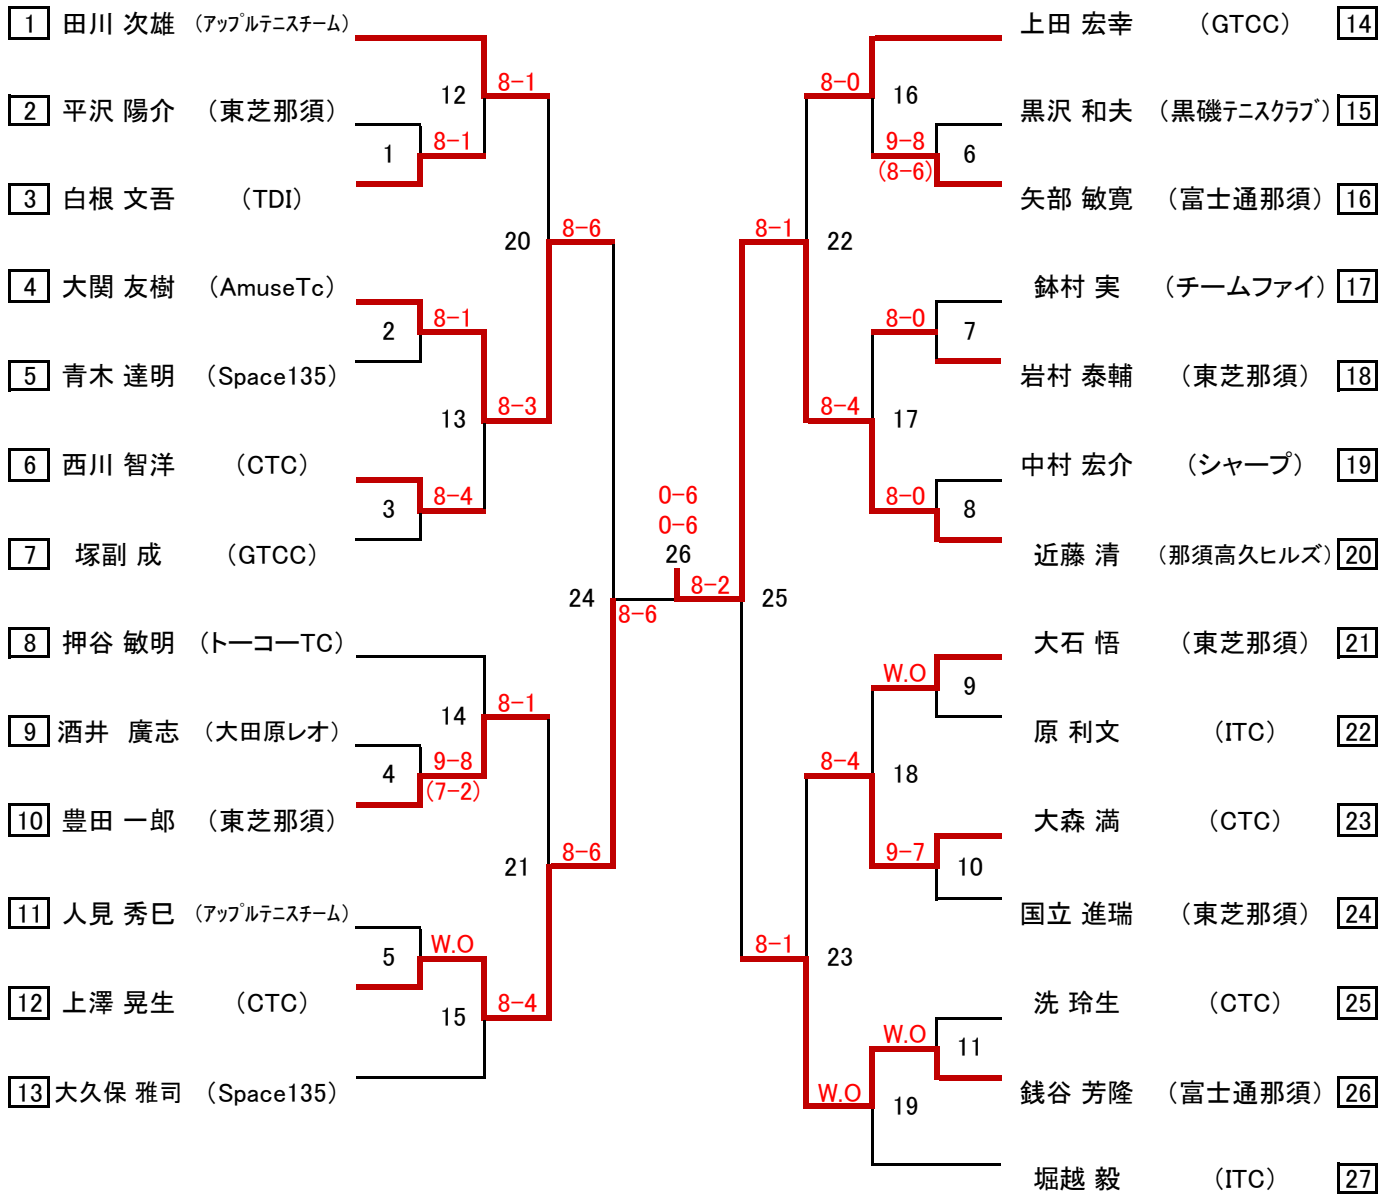 1 田川 次雄 （アップルテニスチーム）
8-1
12
2 平沢 陽介 （東芝那須）
1
8-1
3 白根 文吾 （TDI）
20
8-6
4 大関 友樹 （AmuseTc）
2
8-1
5 青木 達明 （Space135）
13
8-3
6 西川 智洋 （CTC）
3
8-4
7 塚副 成 （GTCC）
24
8-6
8 押谷 敏明 （トーコーTC）
14
8-1
9 酒井 廣志 （大田原レオ）
4
9-8
(7-2)
10 豊田 一郎 （東芝那須）
21
8-6
11 人見 秀巳 （アップルテニスチーム）
5
W.O
12 上澤 晃生 （CTC）
15
8-4
13 大久保 雅司 （Space135）
0-6
0-6
26
8-2
25
上田 宏幸 （GTCC） 14
8-0
16
黒沢 和夫 （黒磯テニスクラブ） 15
9-8
(8-6)
6
矢部 敏寛 （富士通那須） 16
8-1
22
鉢村 実 （チームファイ） 17
8-0
7
岩村 泰輔 （東芝那須） 18
8-4
17
中村 宏介 （シャープ） 19
8-0
8
近藤 清 （那須高久ヒルズ） 20
大石 悟 （東芝那須） 21
W.O
9
原 利文 （ITC） 22
8-4
18
大森 満 （CTC） 23
9-7
10
国立 進瑞 （東芝那須） 24
8-1
23
洗 玲生 （CTC） 25
W.O
11
銭谷 芳隆 （富士通那須） 26
W.O
19
堀越 毅 （ITC） 27